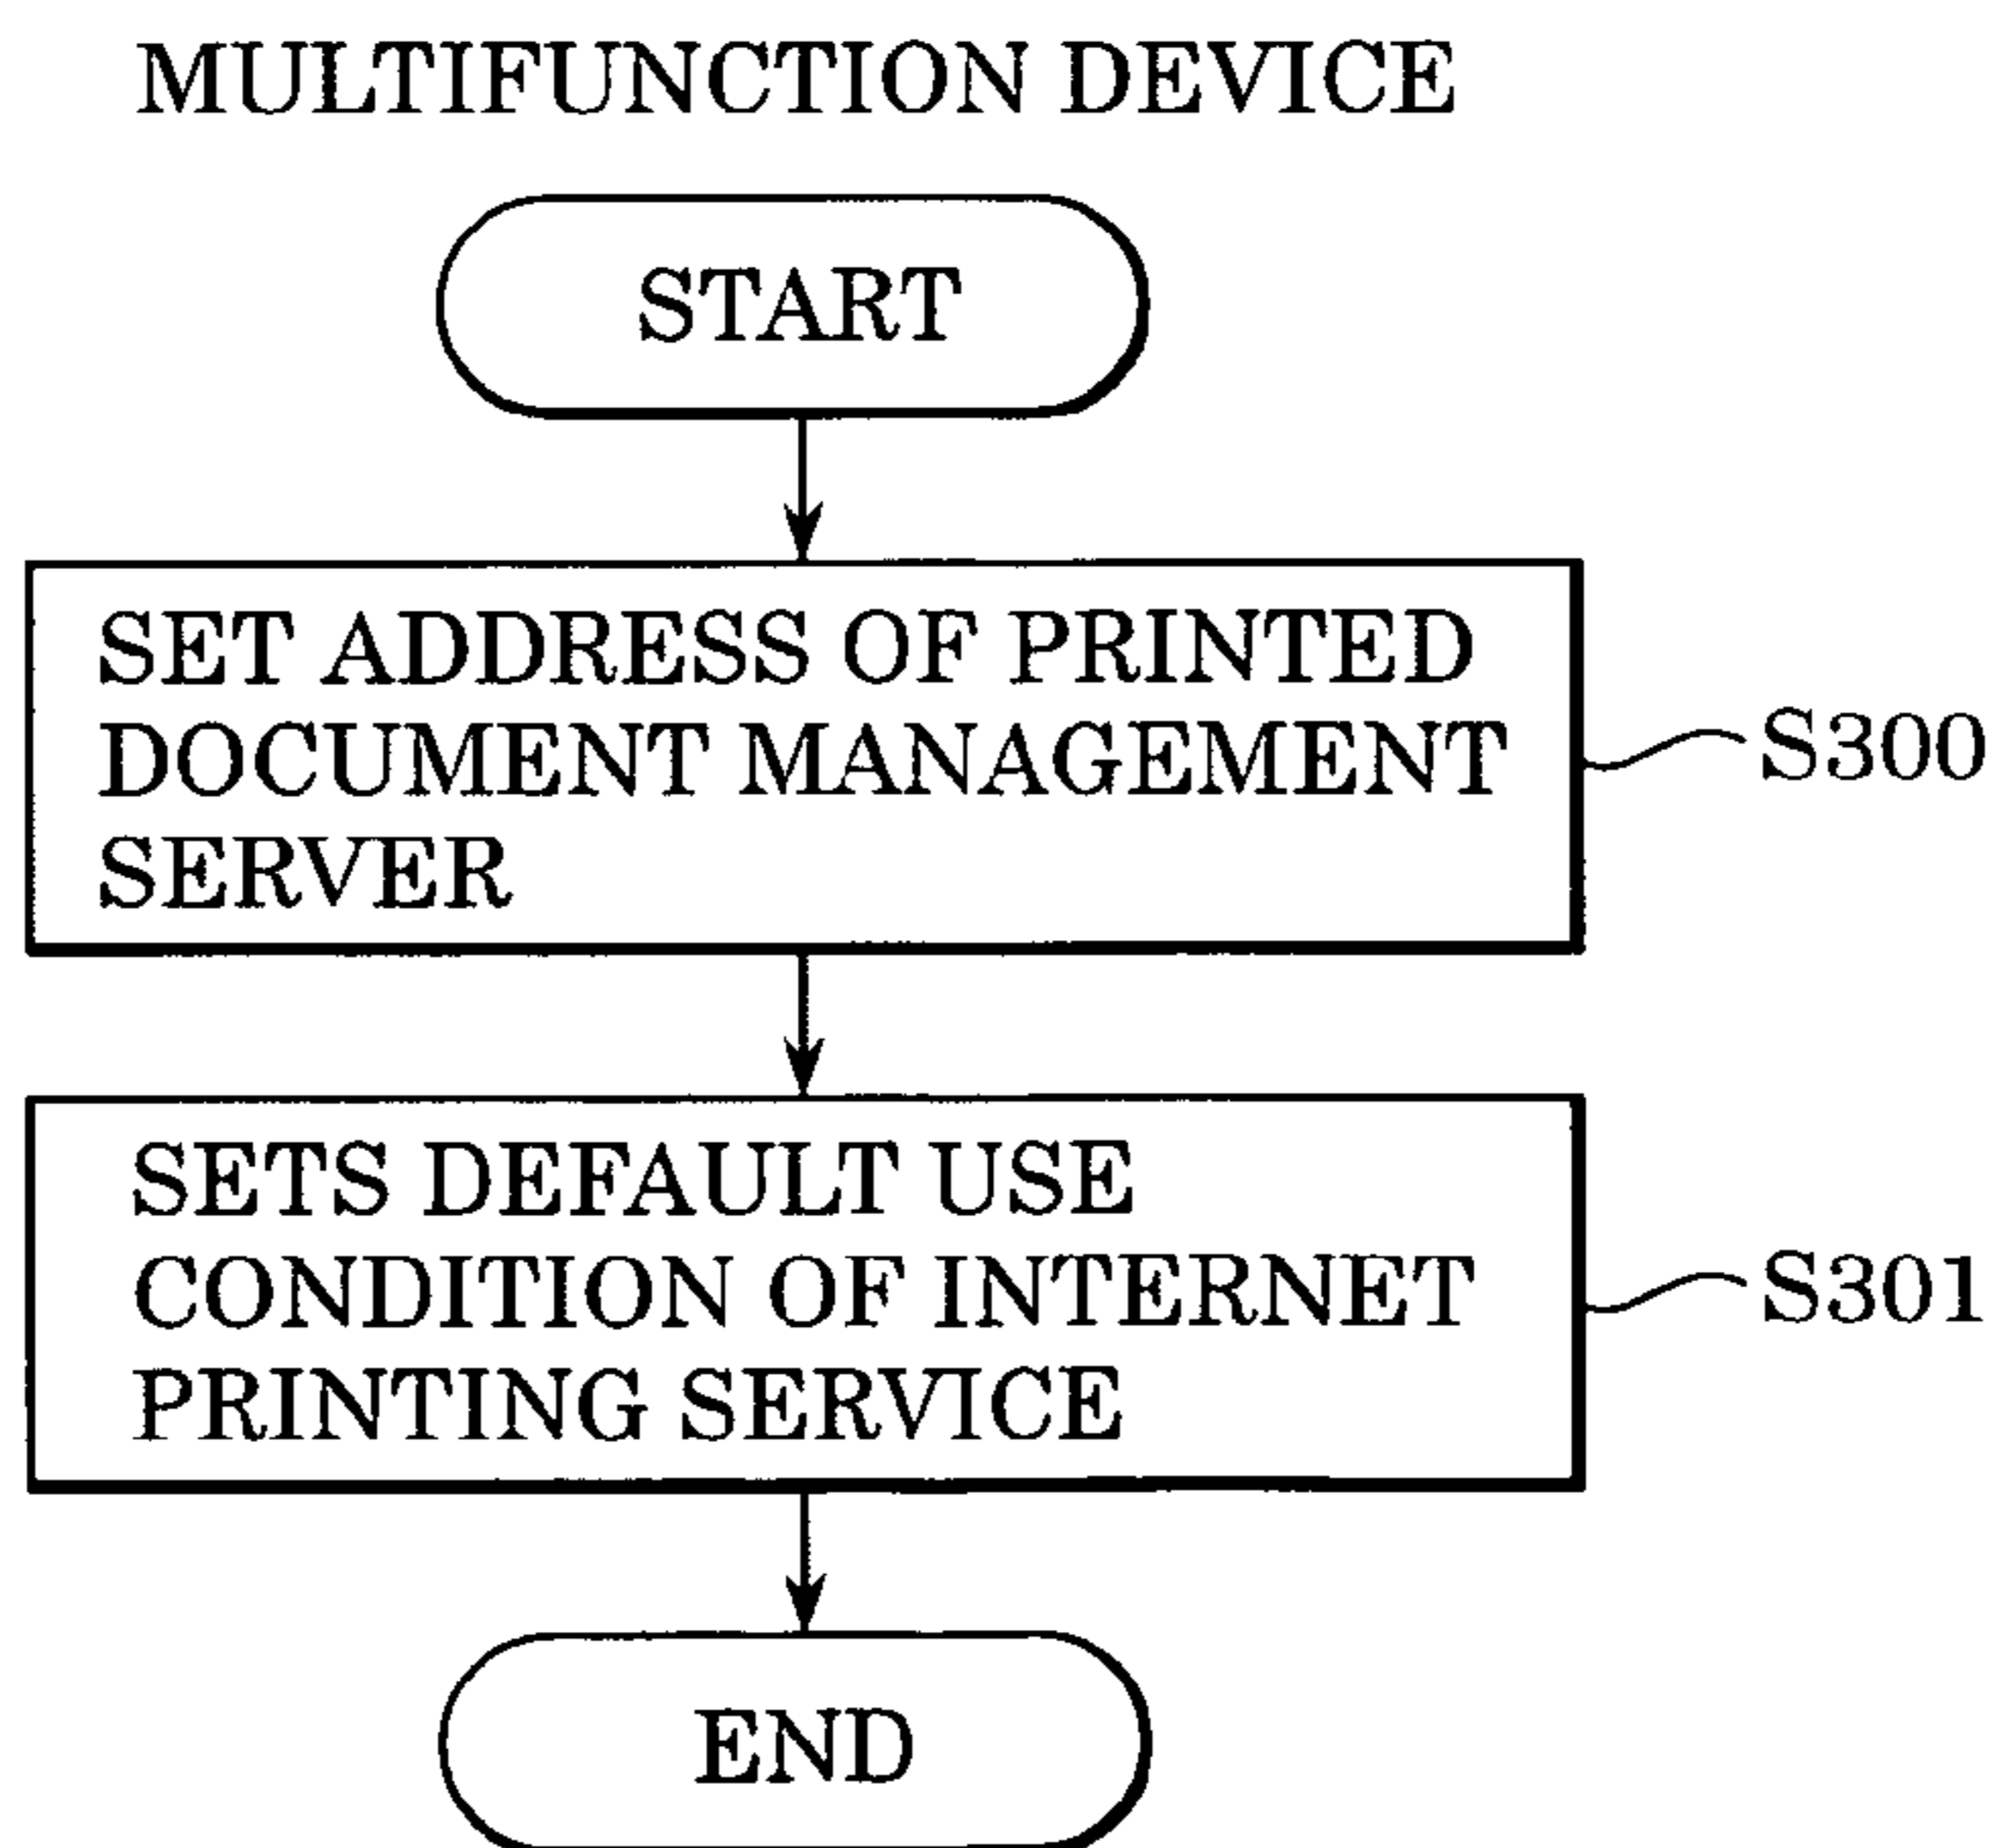 MULTIFUNCTION DEVICE
START
SET ADDRESS OF PRINTED
DOCUMENT MANAGEMENT
SERVER
S300
SETS DEFAULT USE
CONDITION OF INTERNET
PRINTING SERVICE
S301
END